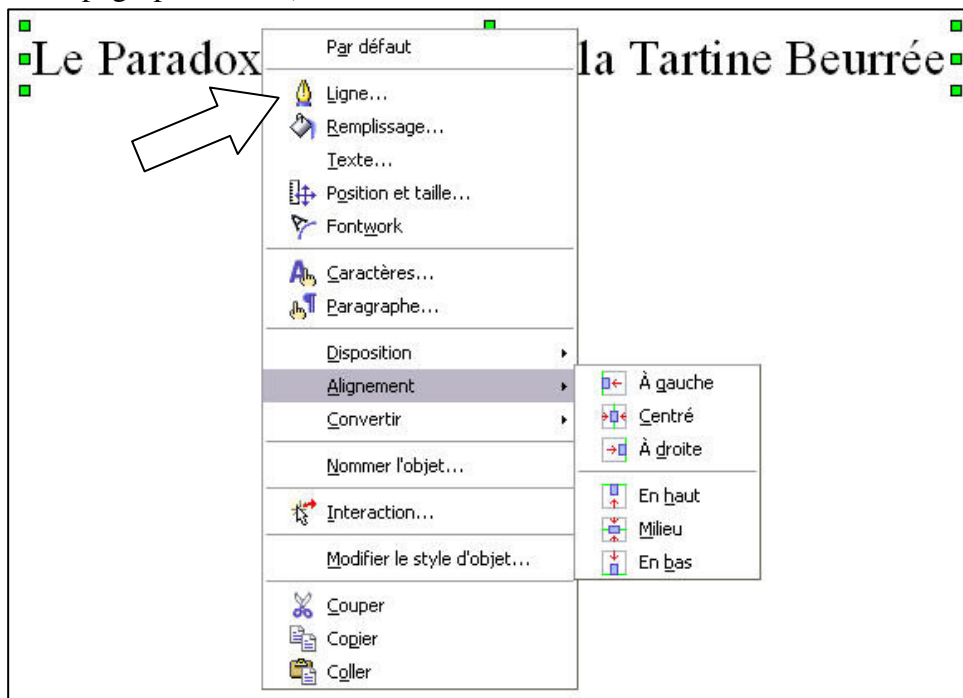 Le Paradox la Tartine Beurrée
Par défaut
Ligne...
Remplissage...
Texte...
Position et taille...
Fontwork
Caractères...
Paragraphe...
Disposition
Alignement
Convertir
Nommer l'objet...
Interaction...
Modifier le style d'objet...
Couper
Copier
Coller
À gauche
Centré
À droite
En haut
Milieu
En bas